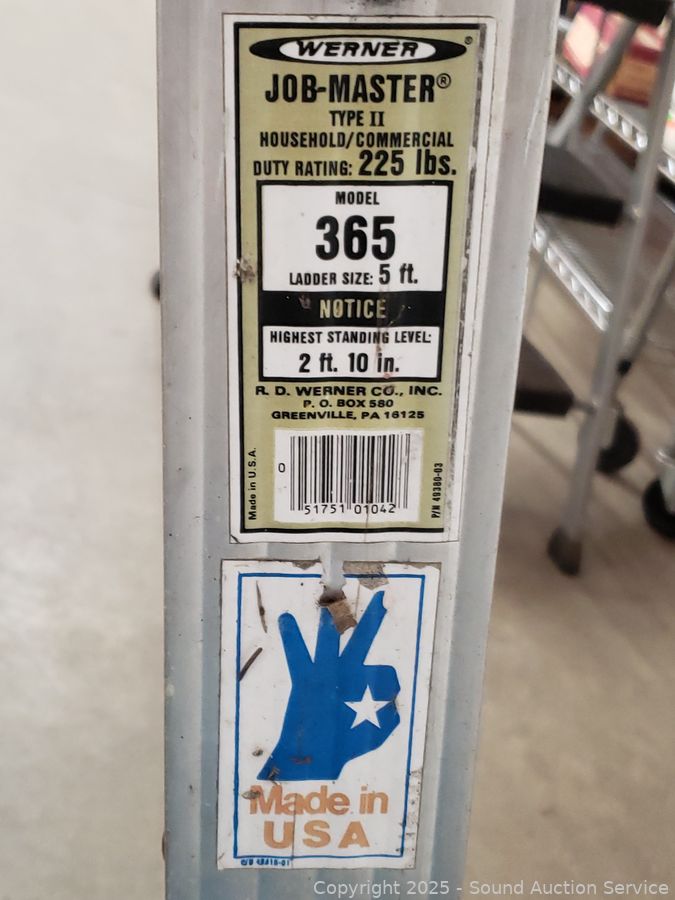 WERNER®
JOB-MASTER®
TYPE II
HOUSEHOLD/COMMERCIAL
DUTY RATING: 225 lbs.
MODEL
365
LADDER SIZE: 5 ft.
NOTICE
HIGHEST STANDING LEVEL:
2 ft. 10 in.
R. D. WERNER CO., INC.
P. O. BOX 580
GREENVILLE, PA 16125
Made in U.S.A.
0 51751 01042
P/N 49380-03
Made in
USA
Copyright 2025 - Sound Auction Service